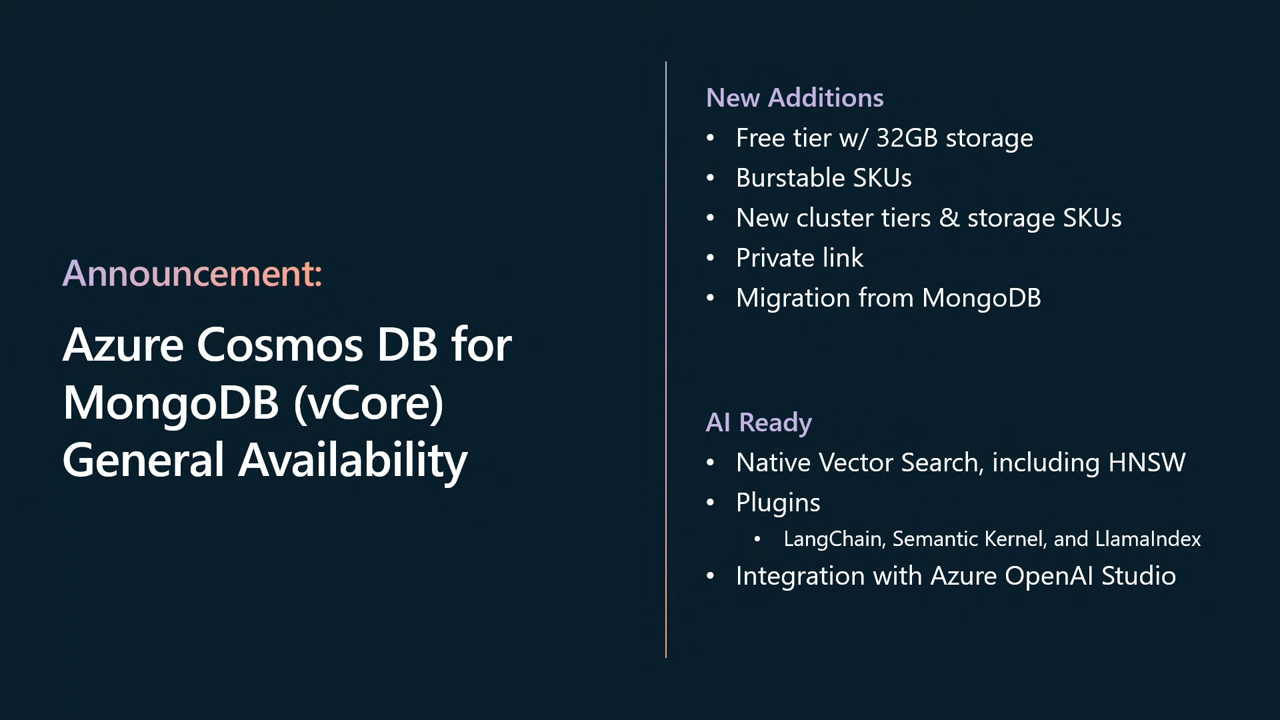 Announcement:
Azure Cosmos DB for
MongoDB (vCore)
General Availability
New Additions
• Free tier w/ 32GB storage
• Burstable SKUs
• New cluster tiers & storage SKUs
• Private link
• Migration from MongoDB
AI Ready
• Native Vector Search, including HNSW
• Plugins
• LangChain, Semantic Kernel, and LlamaIndex
• Integration with Azure OpenAI Studio